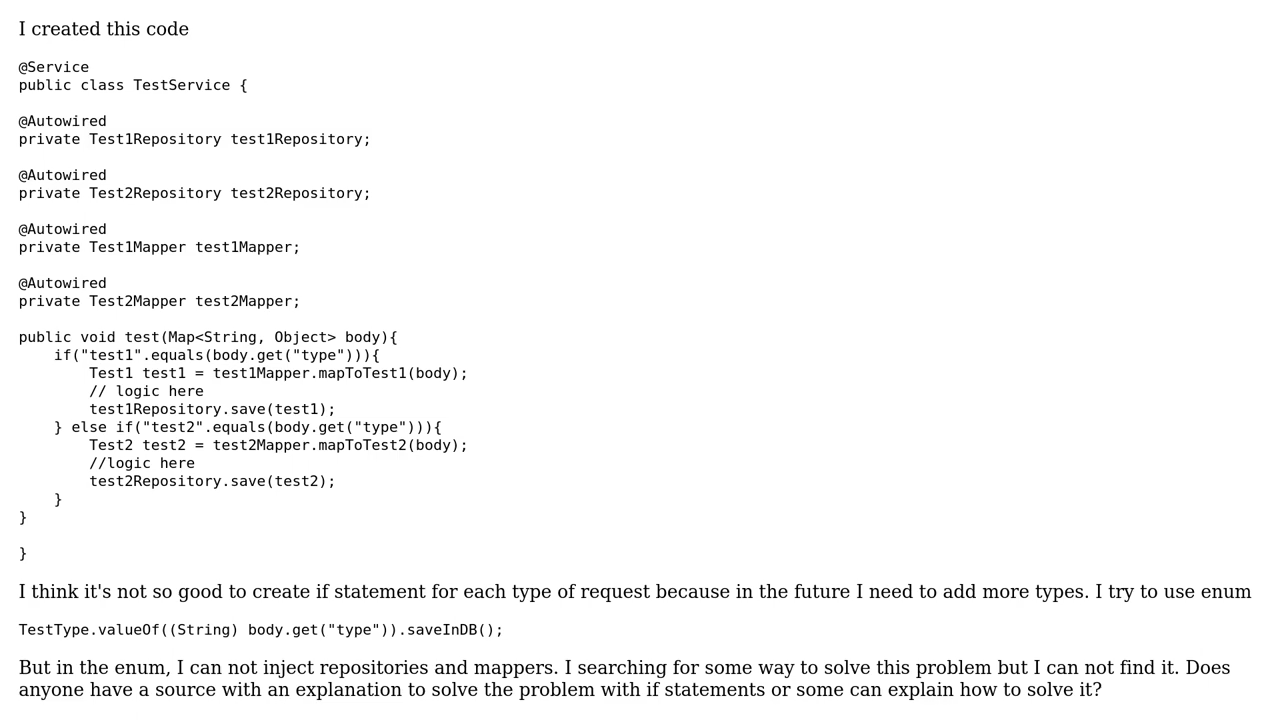 I created this code
@Service
public class TestService {
@Autowired
private Test1Repository test1Repository;
@Autowired
private Test2Repository test2Repository;
@Autowired
private Test1Mapper test1Mapper;
@Autowired
private Test2Mapper test2Mapper;
public void test(Map<String, Object> body){
    if("test1".equals(body.get("type"))){
        Test1 test1 = test1Mapper.mapToTest1(body);
        // logic here
        test1Repository.save(test1);
    } else if("test2".equals(body.get("type"))){
        Test2 test2 = test2Mapper.mapToTest2(body);
        //logic here
        test2Repository.save(test2);
    }
}
}
I think it's not so good to create if statement for each type of request because in the future I need to add more types. I try to use enum
TestType.valueOf((String) body.get("type")).saveInDB();
But in the enum, I can not inject repositories and mappers. I searching for some way to solve this problem but I can not find it. Does
anyone have a source with an explanation to solve the problem with if statements or some can explain how to solve it?